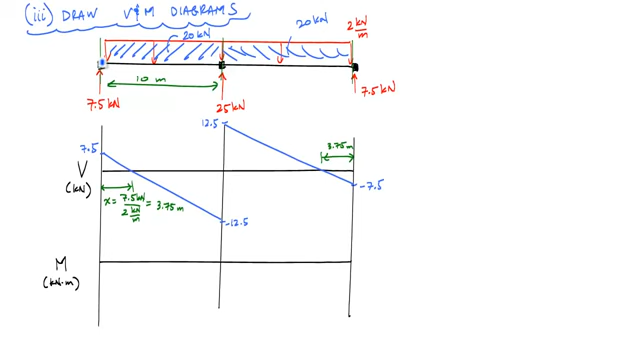 (iii) DRAW V&M DIAGRAMS
20 kN
20 kN
2 kN/m
10 m
7.5 kN
25 kN
7.5 kN
12.5
7.5
3.75 m
V
(kN)
x = 7.5 kN / 2 kN/m = 3.75 m
-7.5
-12.5
M
(kN·m)